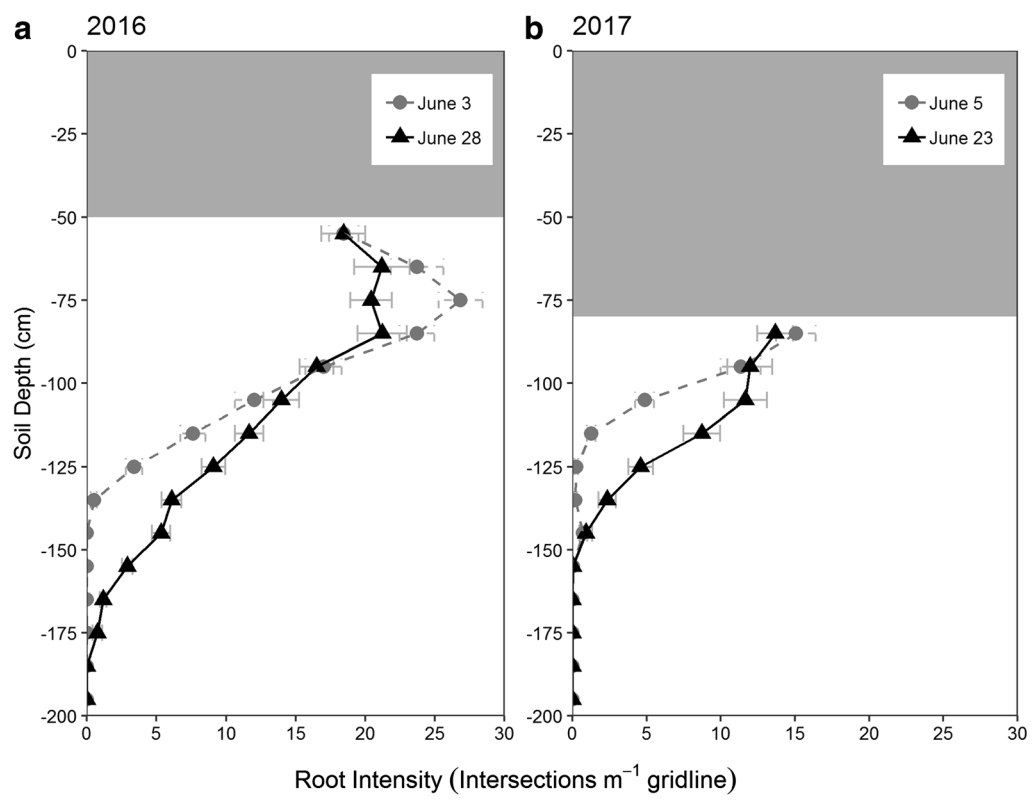 a 2016
b 2017
June 3
June 28
June 5
June 23
Soil Depth (cm)
0
-25
-50
-75
-100
-125
-150
-175
-200
0
-25
-50
-75
-100
-125
-150
-175
-200
0 5 10 15 20 25 30
0 5 10 15 20 25 30
Root Intensity (Intersections m⁻¹ gridline)